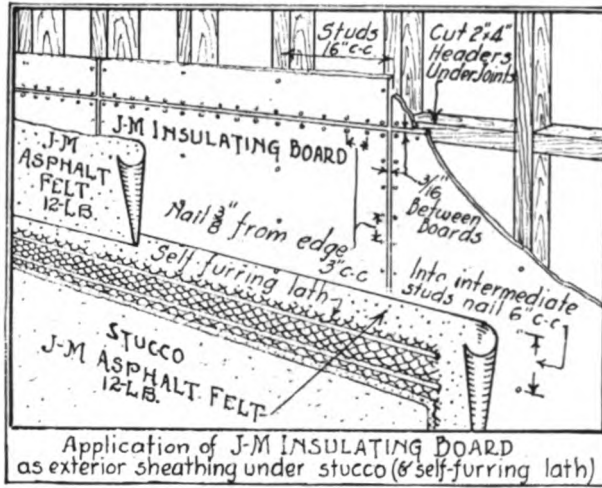 Studs
16" c-c
Cut 2"x4"
Headers
Under Joints
J-M INSULATING BOARD
J-M
ASPHALT
FELT
12-LB.
3/16"
Between
Boards
Nail 3/8" from edge
3" c-c
Self furring lath
Into intermediate
studs nail 6" c-c
STUCCO
J-M ASPHALT FELT
12-LB.
Application of J-M INSULATING BOARD
as exterior sheathing under stucco (& self-furring lath)